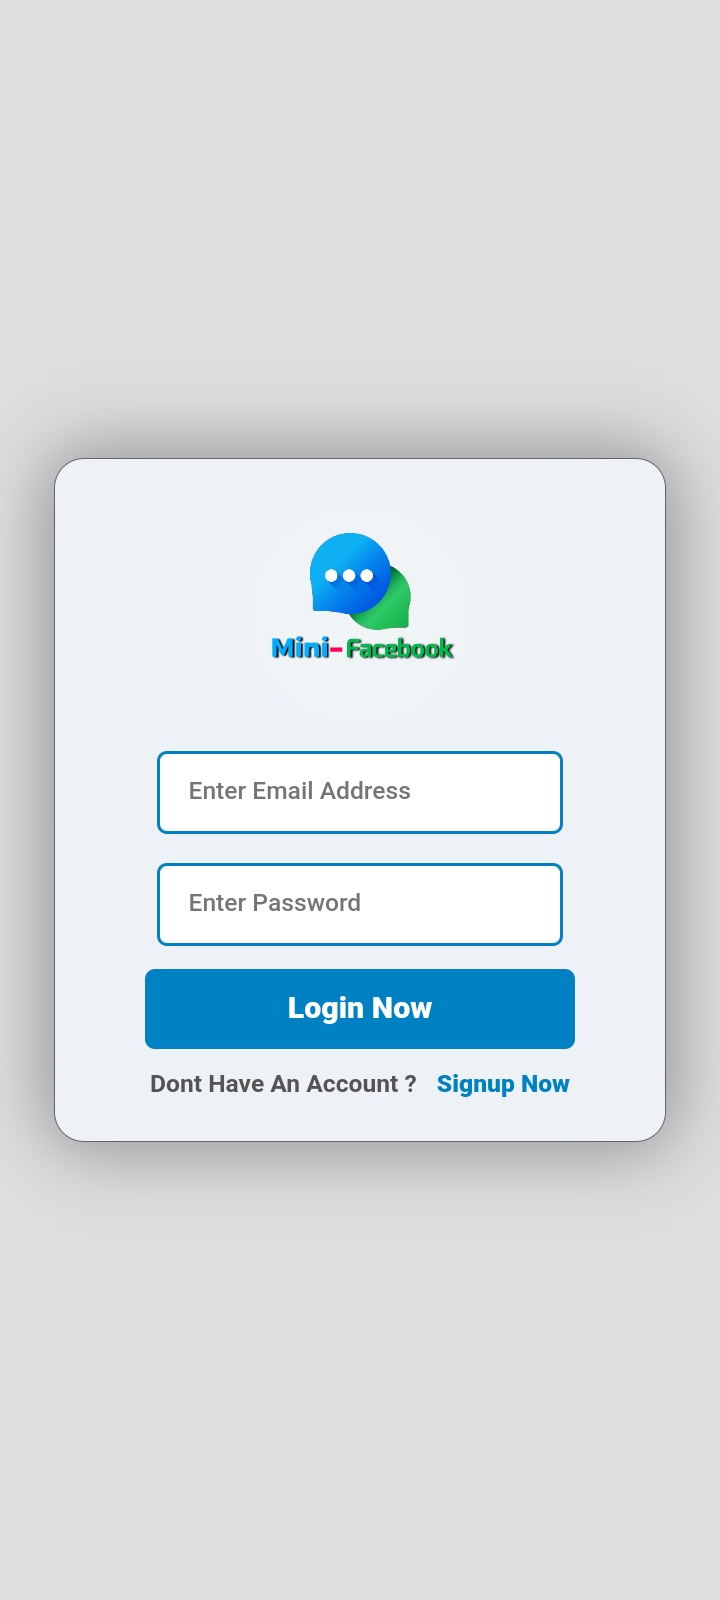 Mini-Facebook
Enter Email Address
Enter Password
Login Now
Dont Have An Account ? Signup Now